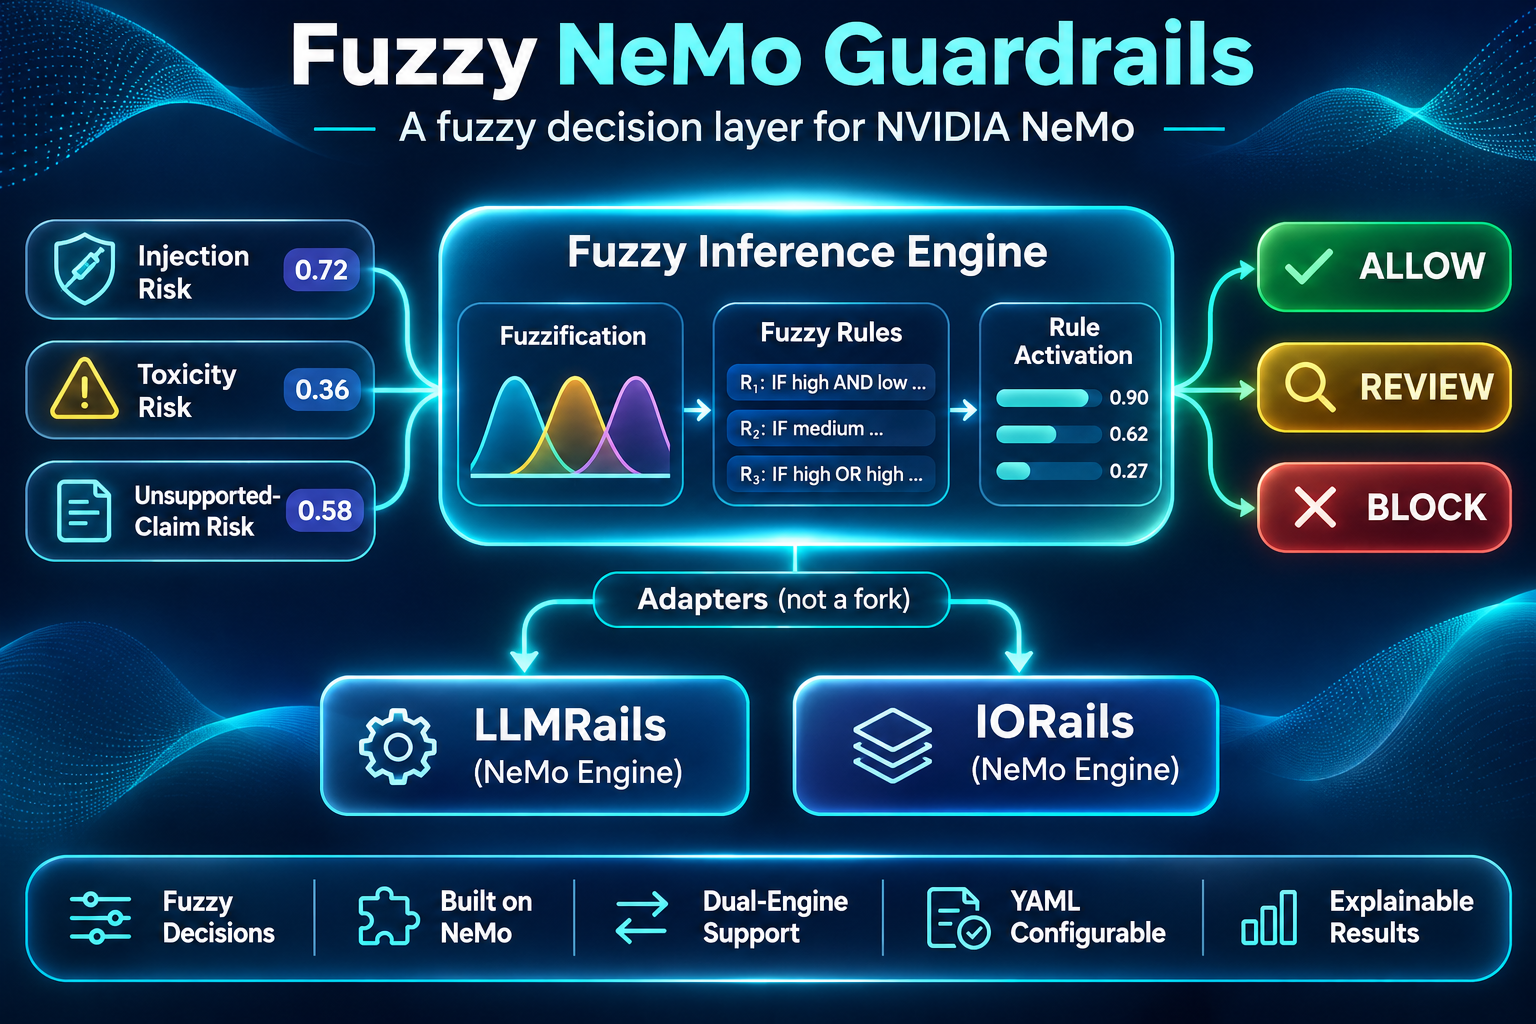 Fuzzy NeMo Guardrails
A fuzzy decision layer for NVIDIA NeMo
Injection
Risk
0.72
Toxicity
Risk
0.36
Unsupported-
Claim Risk
0.58
Fuzzy Inference Engine
Fuzzification
Fuzzy Rules
R₁: IF high AND low ...
R₂: IF medium ...
R₃: IF high OR high ...
Rule
Activation
0.90
0.62
0.27
ALLOW
REVIEW
BLOCK
Adapters (not a fork)
LLMRails
(NeMo Engine)
IORails
(NeMo Engine)
Fuzzy
Decisions
Built on
NeMo
Dual-Engine
Support
YAML
Configurable
Explainable
Results